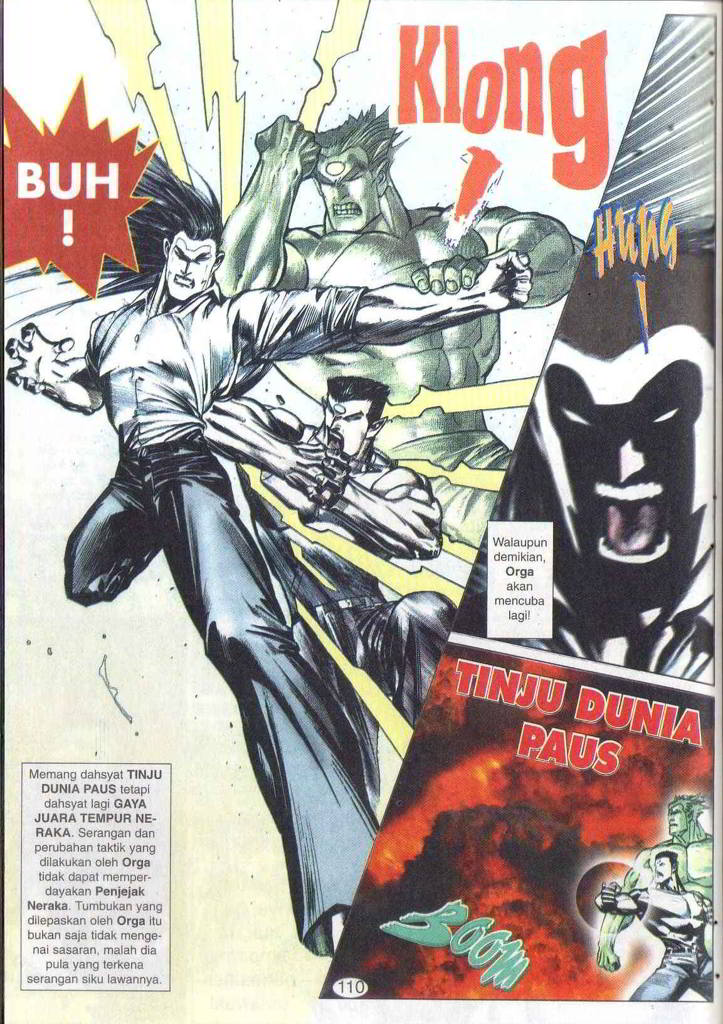 Klong
!
BUH
!
Hung
!
Walaupun
demikian,
Orga
akan
mencuba
lagi!
TINJU DUNIA
PAUS
Memang dahsyat TINJU
DUNIA PAUS tetapi
dahsyat lagi GAYA
JUARA TEMPUR NE-
RAKA. Serangan dan
perubahan taktik yang
dilakukan oleh Orga
tidak dapat memper-
dayakan Penjejak
Neraka. Tumbukan yang
dilepaskan oleh Orga itu
bukan saja tidak menge-
nai sasaran, malah dia
pula yang terkena
serangan siku lawannya.
BOOM
110